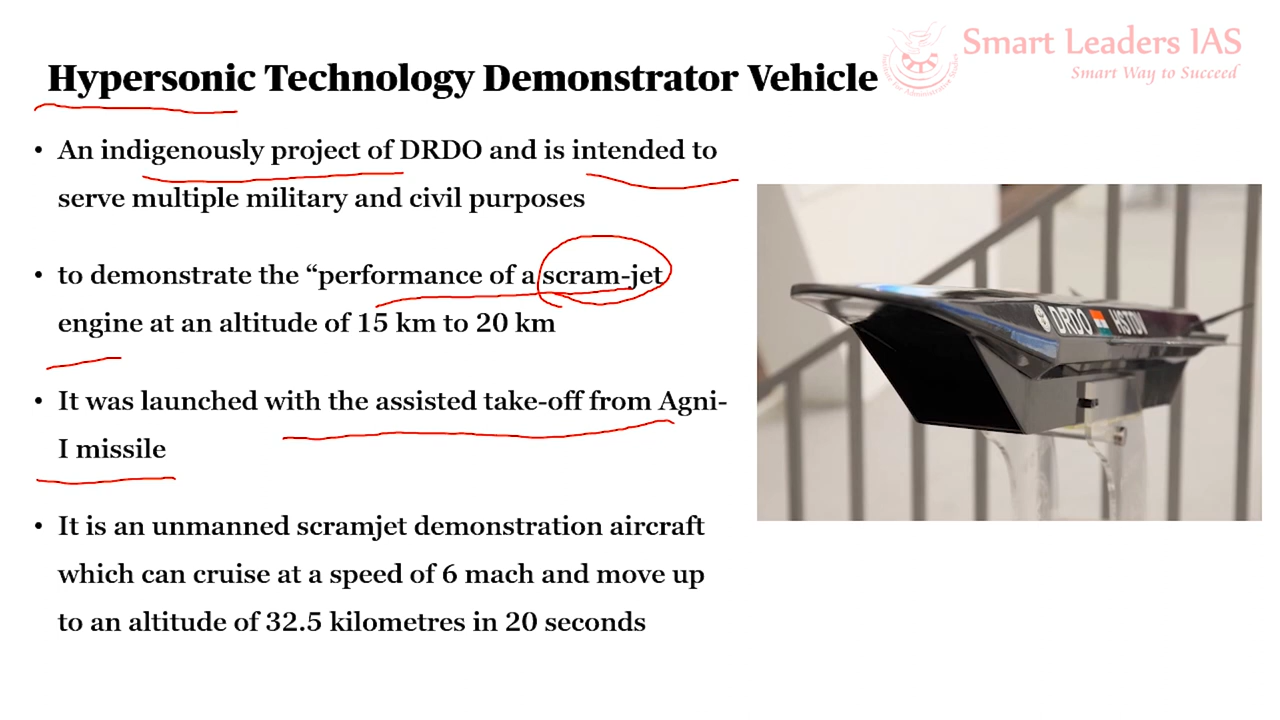 Smart Leaders IAS
Smart Way to Succeed
Hypersonic Technology Demonstrator Vehicle
• An indigenously project of DRDO and is intended to
serve multiple military and civil purposes
• to demonstrate the “performance of a scram-jet
engine at an altitude of 15 km to 20 km
• It was launched with the assisted take-off from Agni-
I missile
• It is an unmanned scramjet demonstration aircraft
which can cruise at a speed of 6 mach and move up
to an altitude of 32.5 kilometres in 20 seconds
DRDO HSTDV